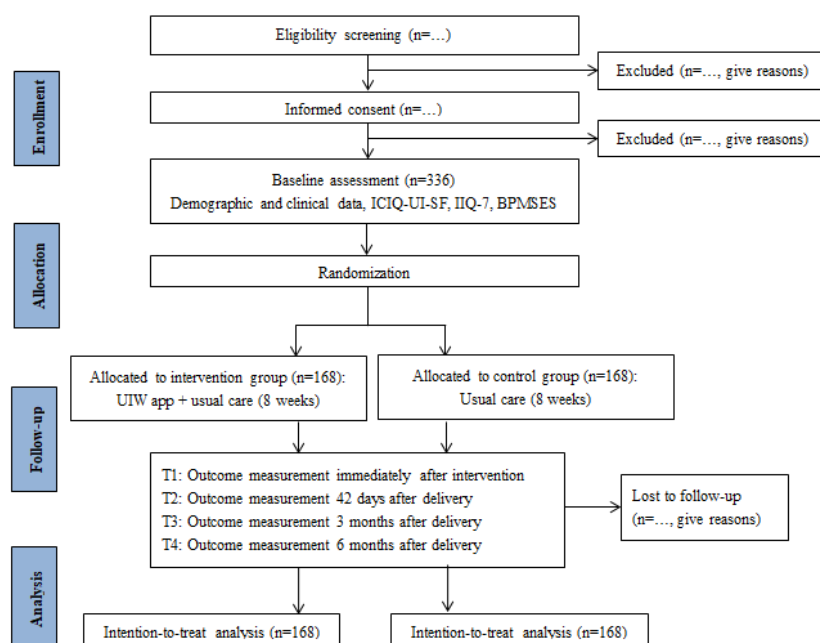 Eligibility screening (n=…)
Excluded (n=…, give reasons)
Enrollment
Informed consent (n=…)
Excluded (n=…, give reasons)
Baseline assessment (n=336)
Demographic and clinical data, ICIQ-UI-SF, IIQ-7, BPMSES
Allocation
Randomization
Allocated to intervention group (n=168):
UIW app + usual care (8 weeks)
Allocated to control group (n=168):
Usual care (8 weeks)
Follow-up
T1: Outcome measurement immediately after intervention
T2: Outcome measurement 42 days after delivery
T3: Outcome measurement 3 months after delivery
T4: Outcome measurement 6 months after delivery
Lost to follow-up
(n=…, give reasons)
Analysis
Intention-to-treat analysis (n=168)
Intention-to-treat analysis (n=168)